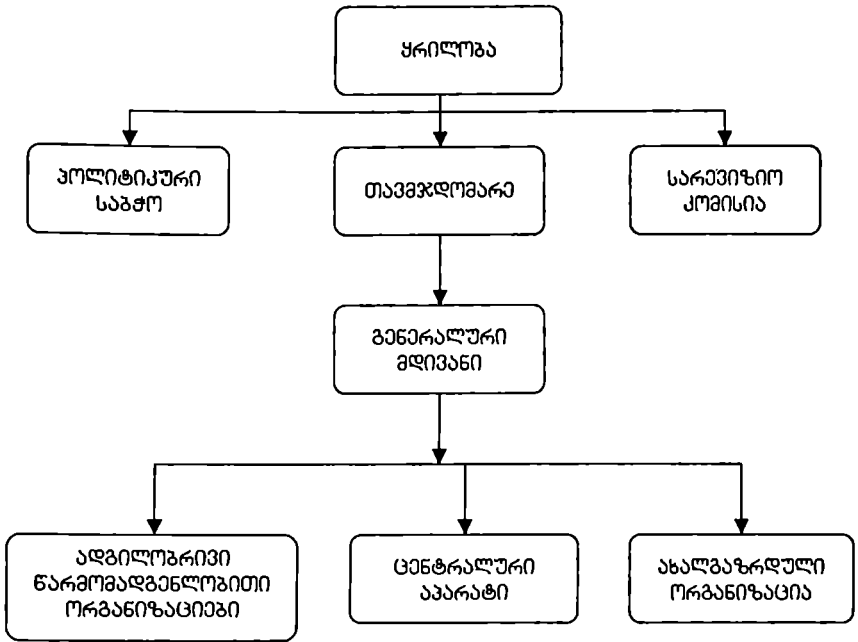 ყრილობა
პოლიტიკური
საბჭო
თავმჯდომარე
სარევიზიო
კომისია
გენერალური
მდივანი
ადგილობრივი
წარმომადგენლობითი
ორგანიზაციები
ცენტრალური
აპარატი
ახალგაზრდული
ორგანიზაცია